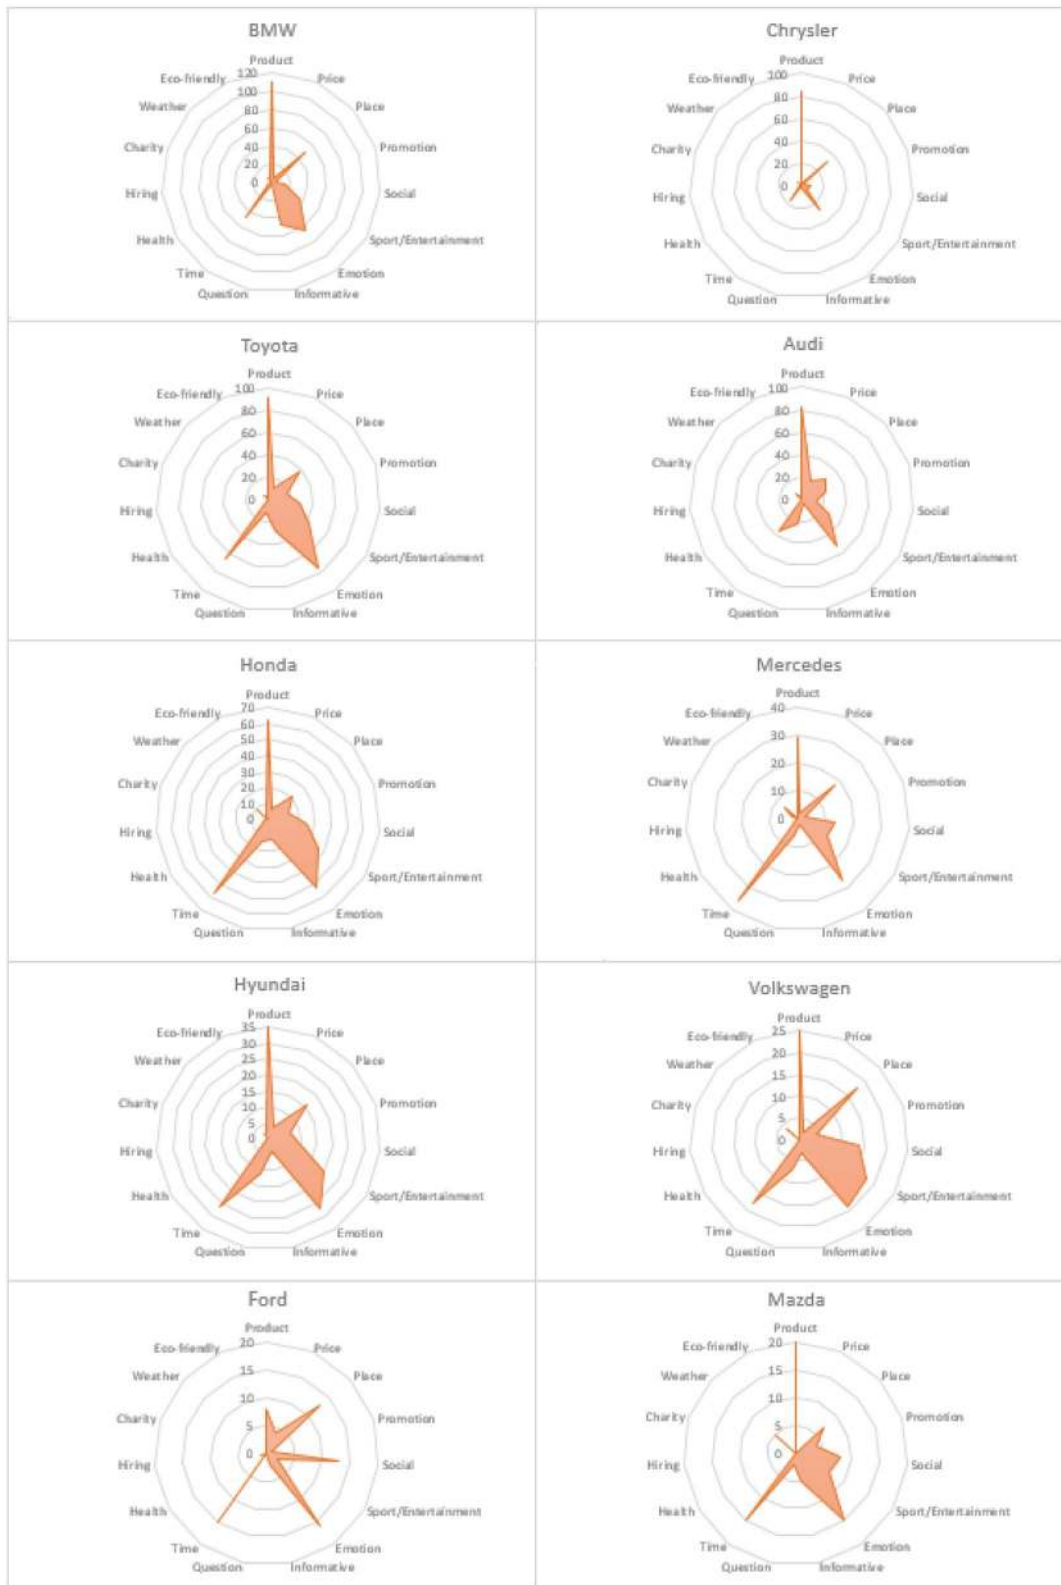 BMW
Product
Price
Place
Promotion
Social
Sport/Entertainment
Emotion
Informative
Question
Time
Health
Hiring
Charity
Weather
Eco-friendly
120
100
80
60
40
20
0
Chrysler
Product
Price
Place
Promotion
Social
Sport/Entertainment
Emotion
Informative
Question
Time
Health
Hiring
Charity
Weather
Eco-friendly
100
80
60
40
20
0
Toyota
Product
Price
Place
Promotion
Social
Sport/Entertainment
Emotion
Informative
Question
Time
Health
Hiring
Charity
Weather
Eco-friendly
100
80
60
40
20
0
Audi
Product
Price
Place
Promotion
Social
Sport/Entertainment
Emotion
Informative
Question
Time
Health
Hiring
Charity
Weather
Eco-friendly
100
80
60
40
20
0
Honda
Product
Price
Place
Promotion
Social
Sport/Entertainment
Emotion
Informative
Question
Time
Health
Hiring
Charity
Weather
Eco-friendly
70
60
50
40
30
20
10
0
Mercedes
Product
Price
Place
Promotion
Social
Sport/Entertainment
Emotion
Informative
Question
Time
Health
Hiring
Charity
Weather
Eco-friendly
40
30
20
10
0
Hyundai
Product
Price
Place
Promotion
Social
Sport/Entertainment
Emotion
Informative
Question
Time
Health
Hiring
Charity
Weather
Eco-friendly
35
30
25
20
15
10
5
0
Volkswagen
Product
Price
Place
Promotion
Social
Sport/Entertainment
Emotion
Informative
Question
Time
Health
Hiring
Charity
Weather
Eco-friendly
25
20
15
10
5
0
Ford
Product
Price
Place
Promotion
Social
Sport/Entertainment
Emotion
Informative
Question
Time
Health
Hiring
Charity
Weather
Eco-friendly
20
15
10
5
0
Mazda
Product
Price
Place
Promotion
Social
Sport/Entertainment
Emotion
Informative
Question
Time
Health
Hiring
Charity
Weather
Eco-friendly
20
15
10
5
0